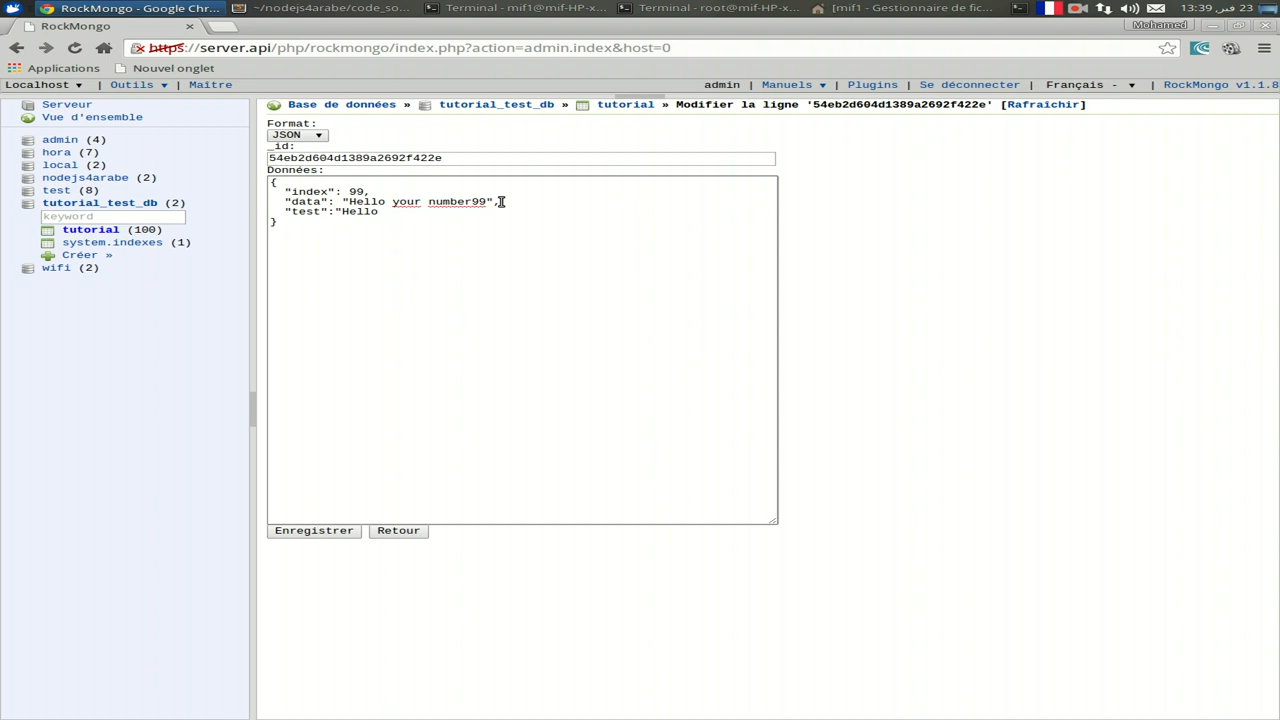 RockMongo - Google Chr...
~/nodejs4arabe/code_so...
Terminal - mif1@mif-HP-x...
Terminal - root@mif-HP-x...
[mif1 - Gestionnaire de fic...
13:39 ,فبر 23
RockMongo
Mohamed
https://server.api/php/rockmongo/index.php?action=admin.index&host=0
Applications
Nouvel onglet
Localhost ▼ | Outils ▼ | Maître
admin | Manuels ▼ | Plugins | Se déconnecter | Français - ▼ | RockMongo v1.1.8
Serveur
Vue d'ensemble
admin (4)
hora (7)
local (2)
nodejs4arabe (2)
test (8)
tutorial_test_db (2)
keyword
tutorial (100)
system.indexes (1)
Créer »
wifi (2)
Base de données » tutorial_test_db » tutorial » Modifier la ligne '54eb2d604d1389a2692f422e' [Rafraichir]
Format:
JSON ▼
_id:
54eb2d604d1389a2692f422e
Données:
{
"index": 99,
"data": "Hello your number99",
"test":"Hello
}
Enregistrer
Retour